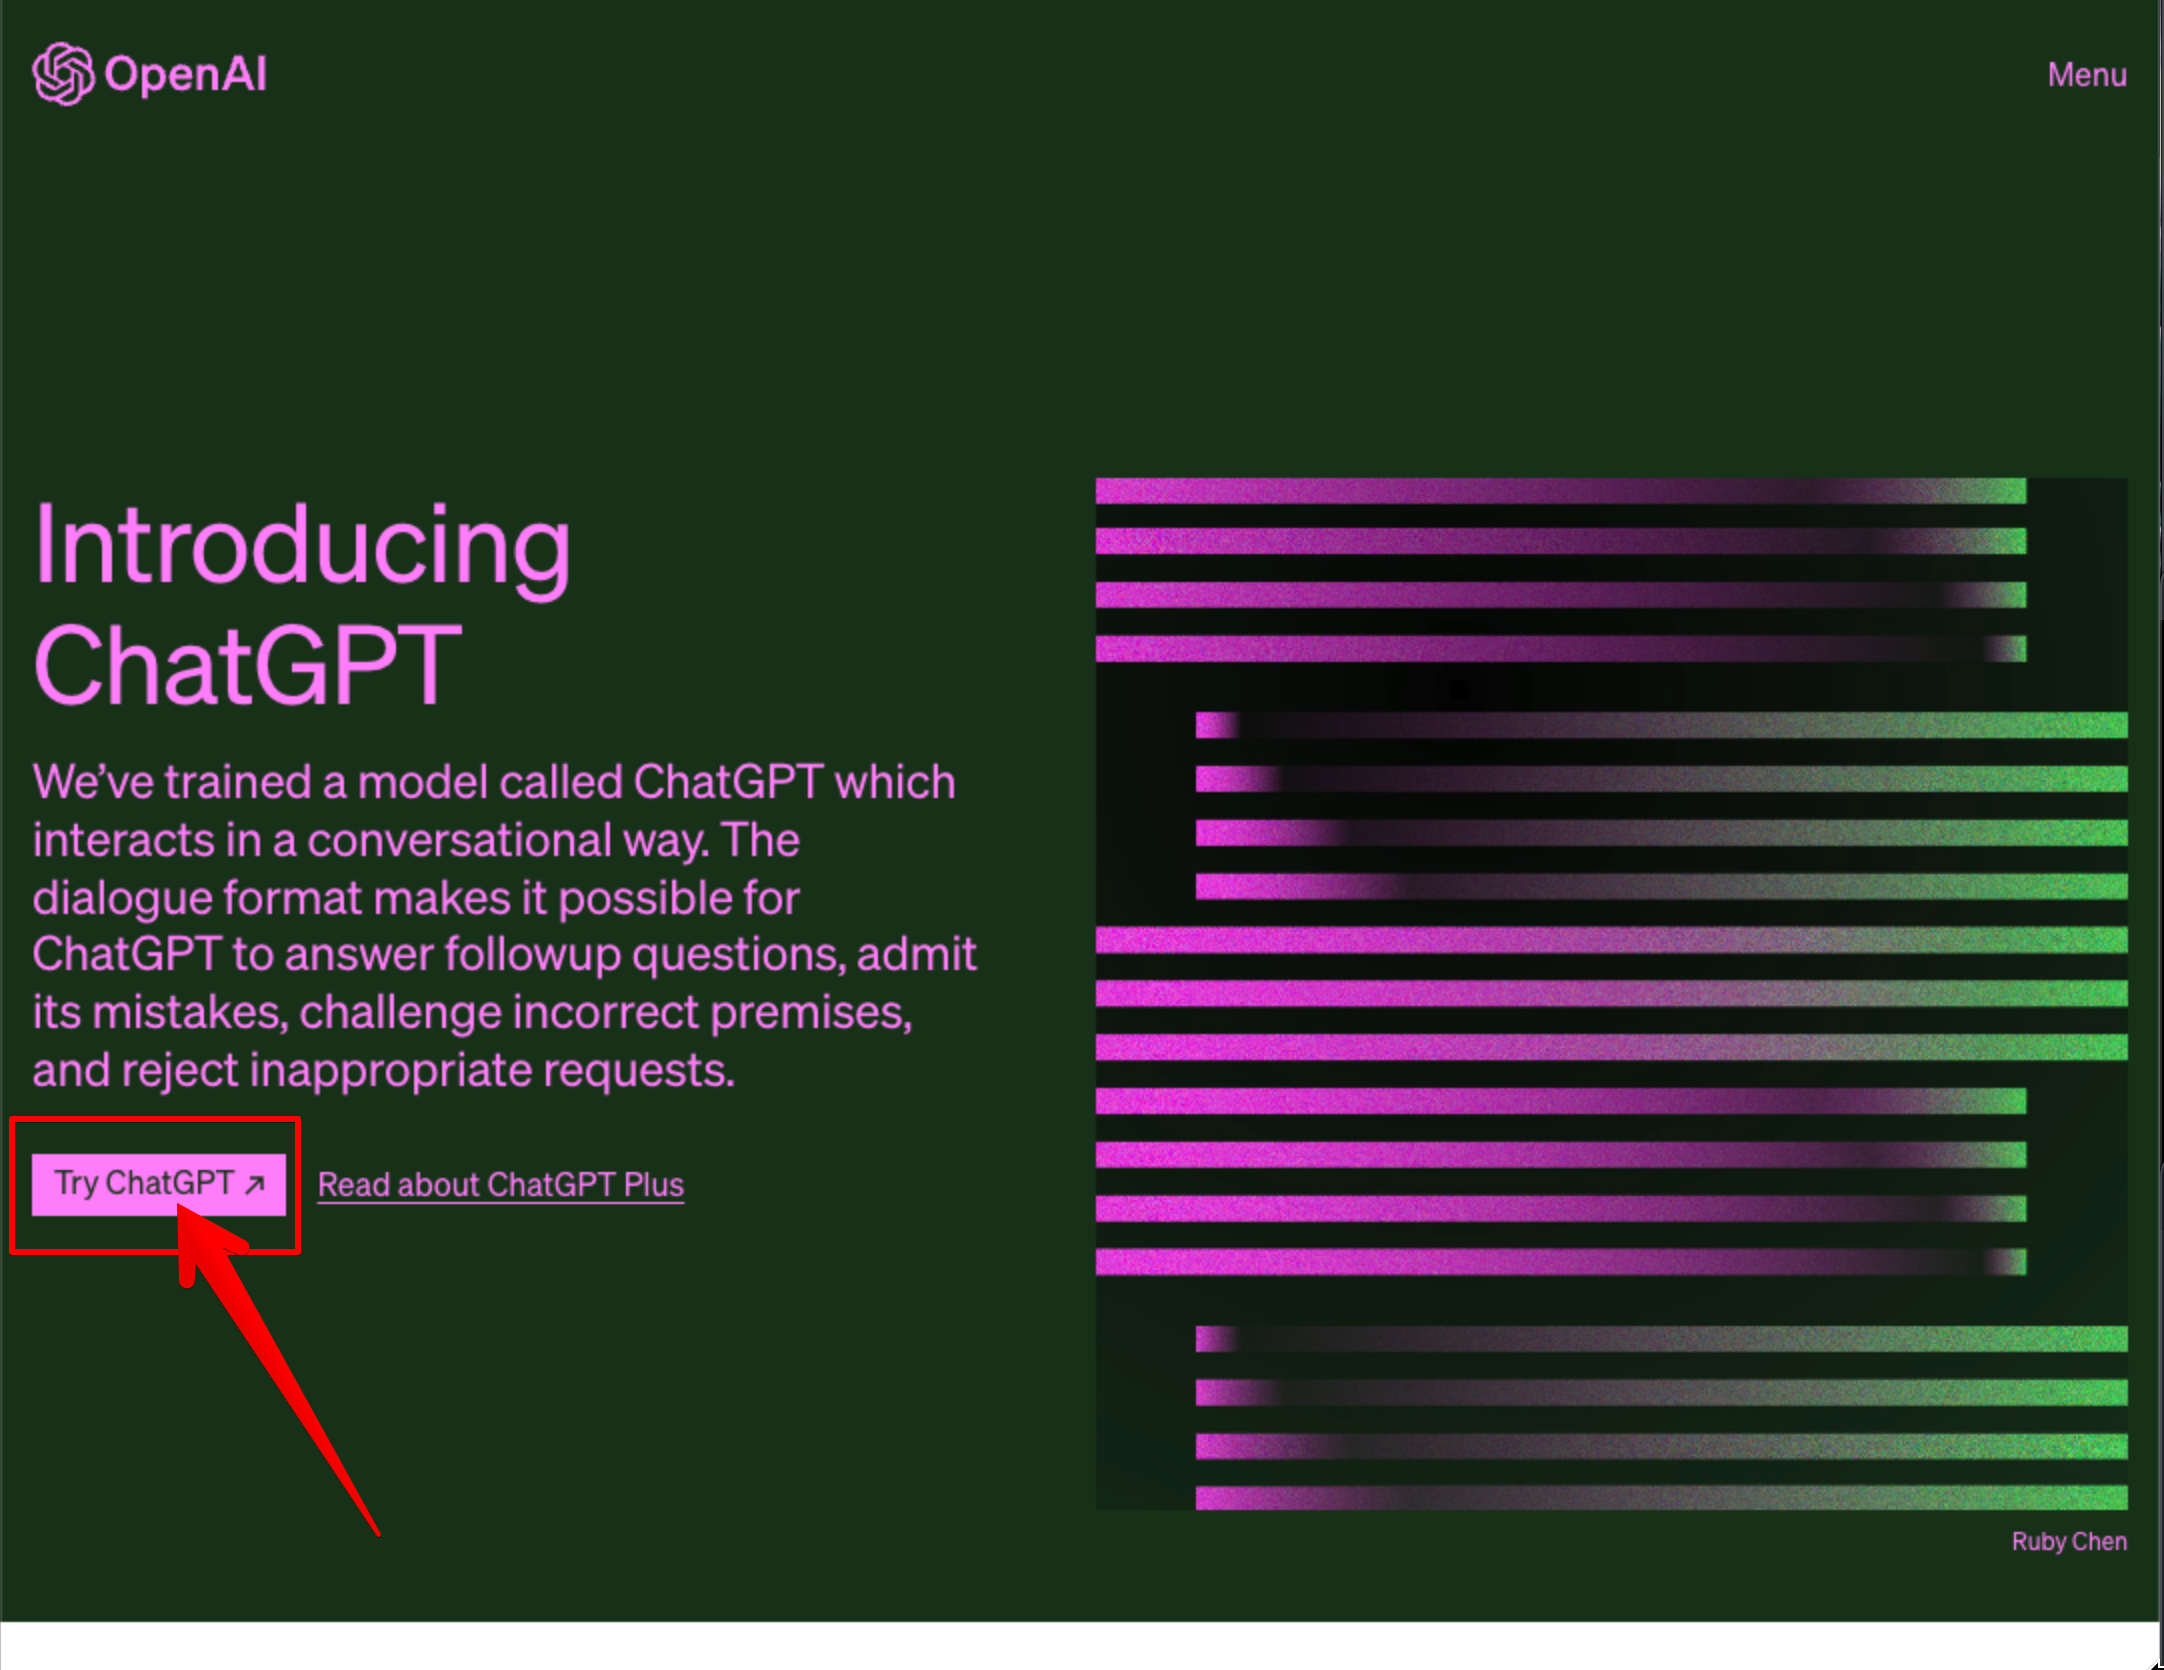 OpenAI
Menu
Introducing
ChatGPT
We’ve trained a model called ChatGPT which
interacts in a conversational way. The
dialogue format makes it possible for
ChatGPT to answer followup questions, admit
its mistakes, challenge incorrect premises,
and reject inappropriate requests.
Try ChatGPT ↗
Read about ChatGPT Plus
Ruby Chen